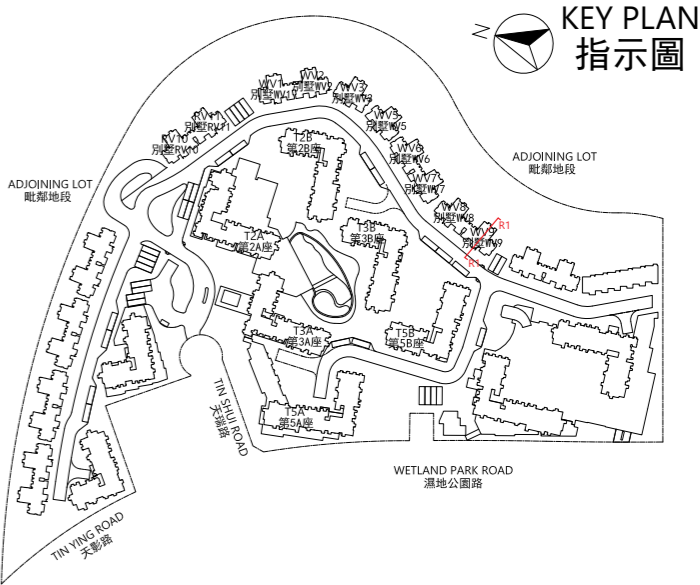 KEY PLAN
指示圖
N
WV1
別墅WV1
WV2
別墅WV2
WV3
別墅WV3
RV11
別墅RV11
WV5
別墅WV5
RV10
別墅RV10
T2B
第2B座
WV6
別墅WV6
ADJOINING LOT
毗鄰地段
ADJOINING LOT
毗鄰地段
WV7
別墅WV7
WV8
別墅WV8
T2A
第2A座
T3B
第3B座
R1
WV9
別墅WV9
R1
T3A
第3A座
T5B
第5B座
TIN SHUI ROAD
天瑞路
T5A
第5A座
WETLAND PARK ROAD
濕地公園路
TIN YING ROAD
天影路